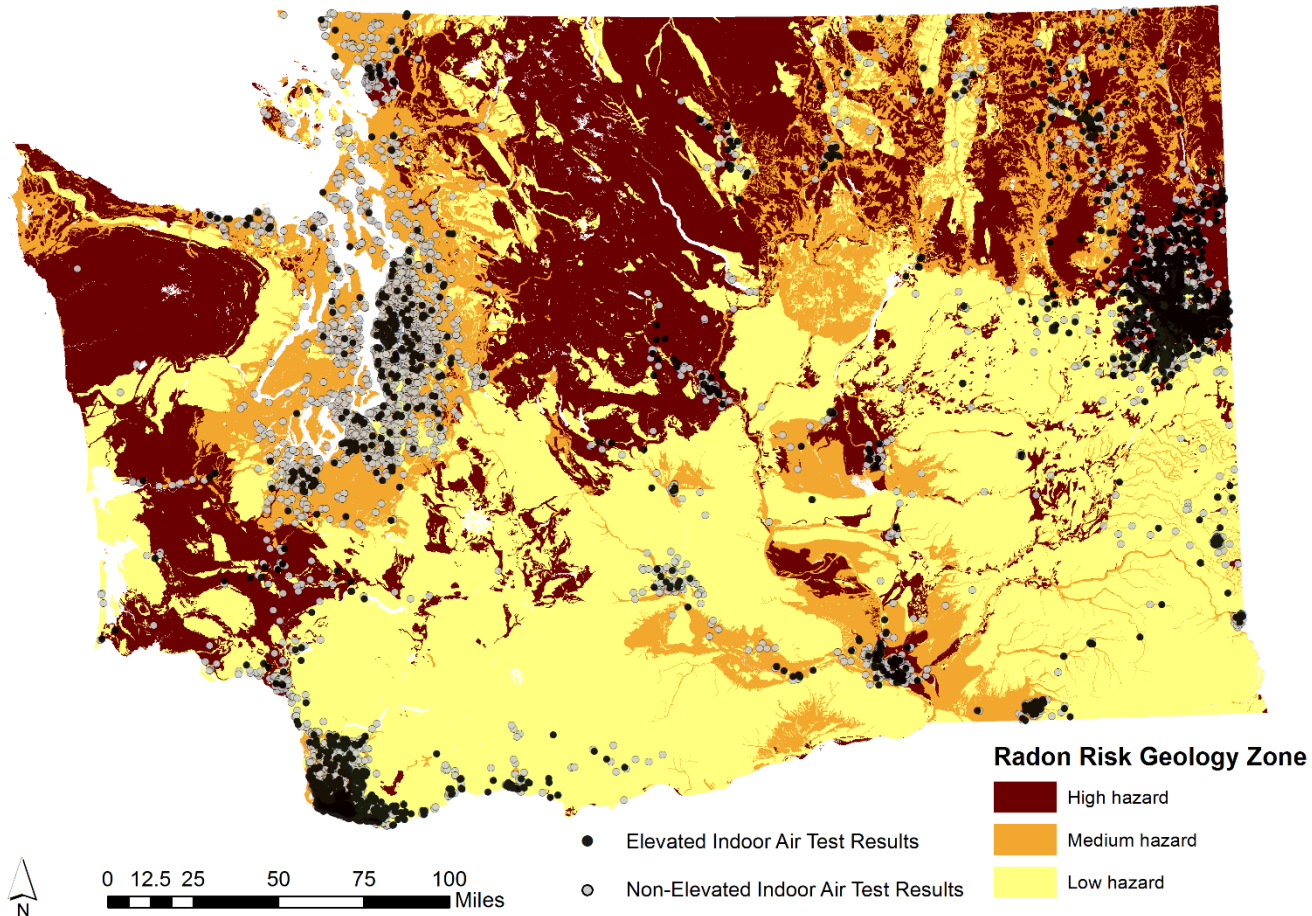 Radon Risk Geology Zone
High hazard
Medium hazard
Low hazard
Elevated Indoor Air Test Results
Non-Elevated Indoor Air Test Results
0 12.5 25 50 75 100
Miles
N